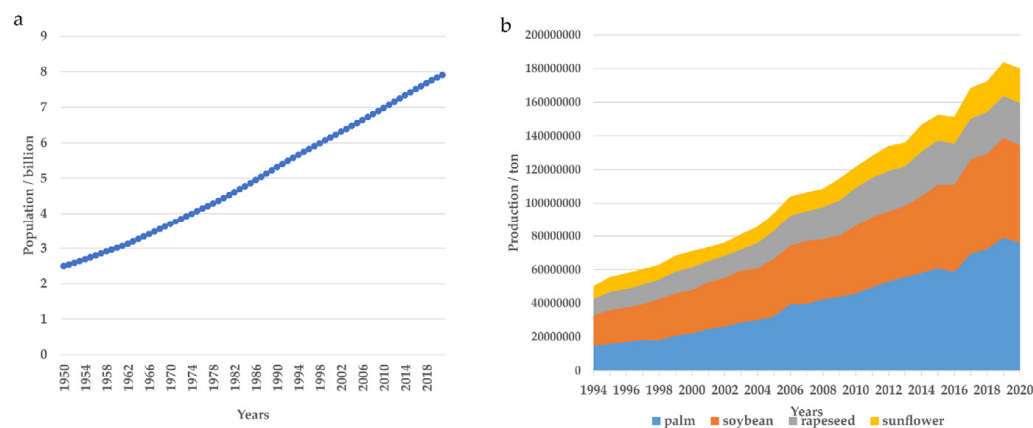 a
9
8
7
6
5
4
3
2
1
0
Population / billion
1950 1954 1958 1962 1966 1970 1974 1978 1982 1986 1990 1994 1998 2002 2006 2010 2014 2018
Years
b
200000000
180000000
160000000
140000000
120000000
100000000
80000000
60000000
40000000
20000000
0
Production / ton
1994 1996 1998 2000 2002 2004 2006 2008 2010 2012 2014 2016 2018 2020
Years
palm soybean rapeseed sunflower